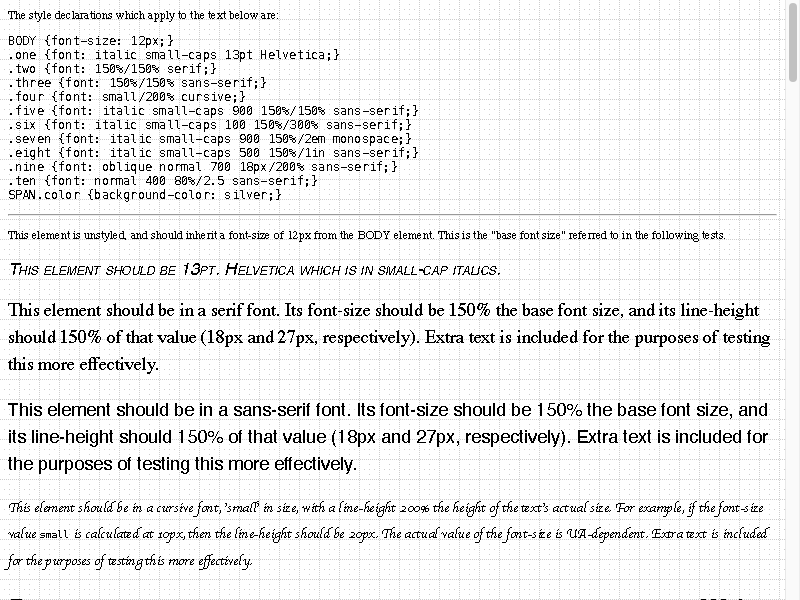 The style declarations which apply to the text below are:
BODY {font-size: 12px;}
.one {font: italic small-caps 13pt Helvetica;}
.two {font: 150%/150% serif;}
.three {font: 150%/150% sans-serif;}
.four {font: small/200% cursive;}
.five {font: italic small-caps 900 150%/150% sans-serif;}
.six {font: italic small-caps 100 150%/300% sans-serif;}
.seven {font: italic small-caps 900 150%/2em monospace;}
.eight {font: italic small-caps 500 150%/1in sans-serif;}
.nine {font: oblique normal 700 18px/200% sans-serif;}
.ten {font: normal 400 80%/2.5 sans-serif;}
SPAN.color {background-color: silver;}
This element is unstyled, and should inherit a font-size of 12px from the BODY element. This is the "base font size" referred to in the following tests.
This element should be 13pt. Helvetica which is in small-cap italics.
This element should be in a serif font. Its font-size should be 150% the base font size, and its line-height
should 150% of that value (18px and 27px, respectively). Extra text is included for the purposes of testing
this more effectively.
This element should be in a sans-serif font. Its font-size should be 150% the base font size, and
its line-height should 150% of that value (18px and 27px, respectively). Extra text is included for
the purposes of testing this more effectively.
This element should be in a cursive font, 'small' in size, with a line-height 200% the height of the text's actual size. For example, if the font-size
value small is calculated at 10px, then the line-height should be 20px. The actual value of the font-size is UA-dependent. Extra text is included
for the purposes of testing this more effectively.